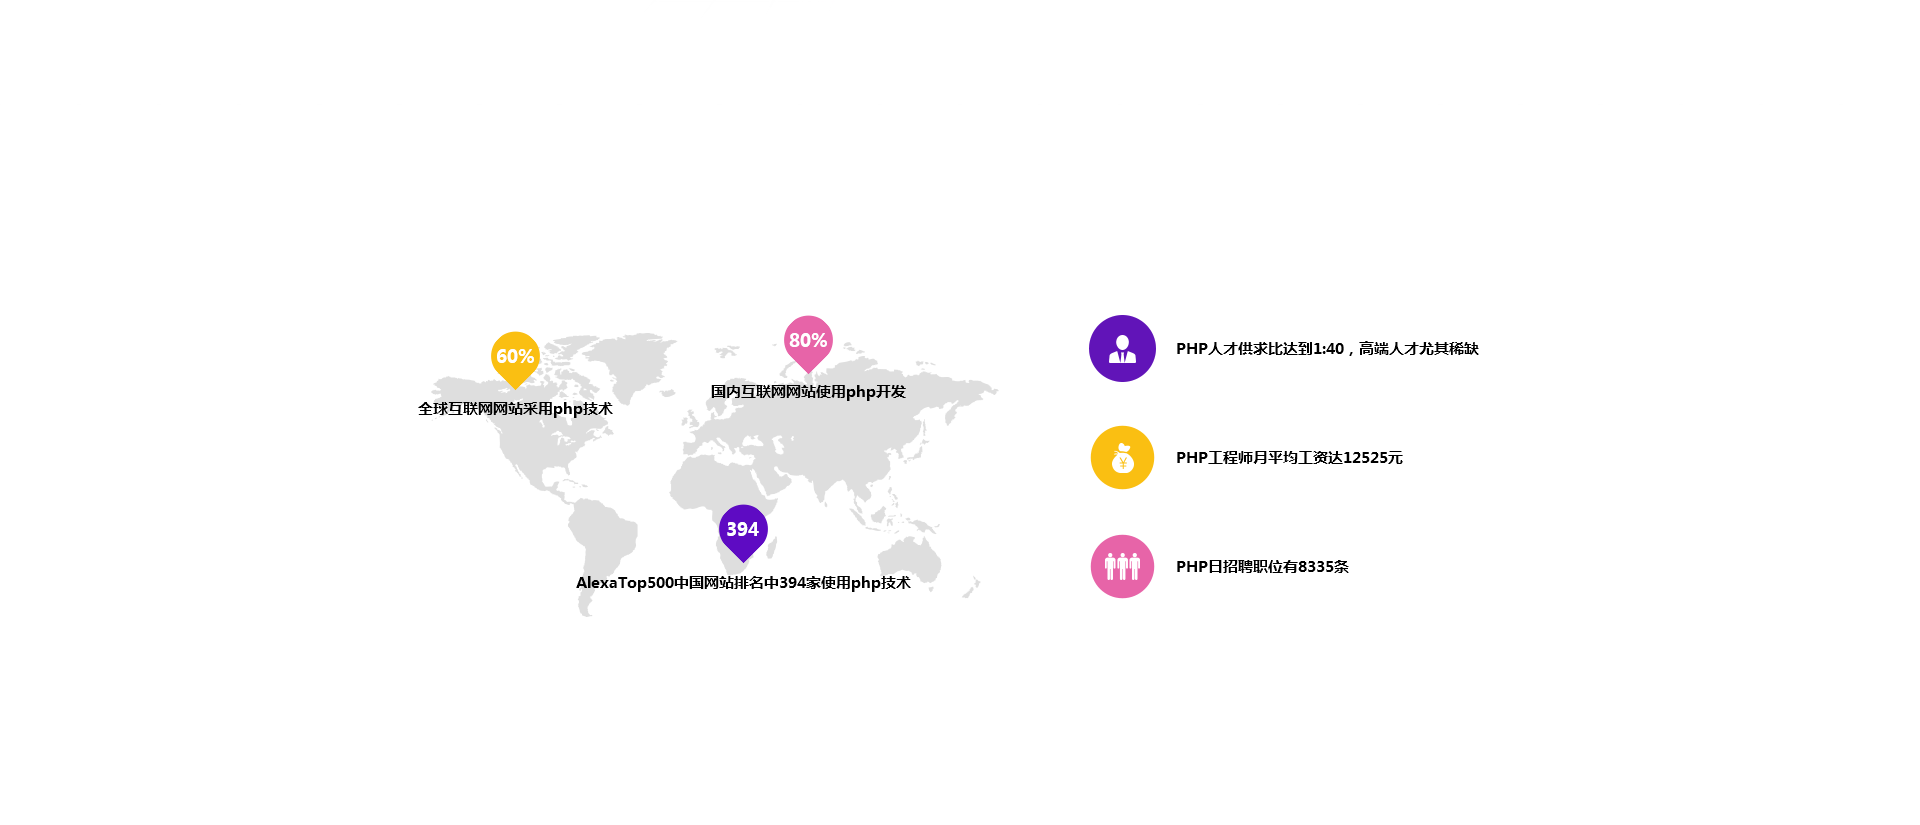 60%
全球互联网网站采用php技术
80%
国内互联网网站使用php开发
394
AlexaTop500中国网站排名中394家使用php技术
PHP人才供求比达到1:40，高端人才尤其稀缺
¥
PHP工程师月平均工资达12525元
PHP日招聘职位有8335条